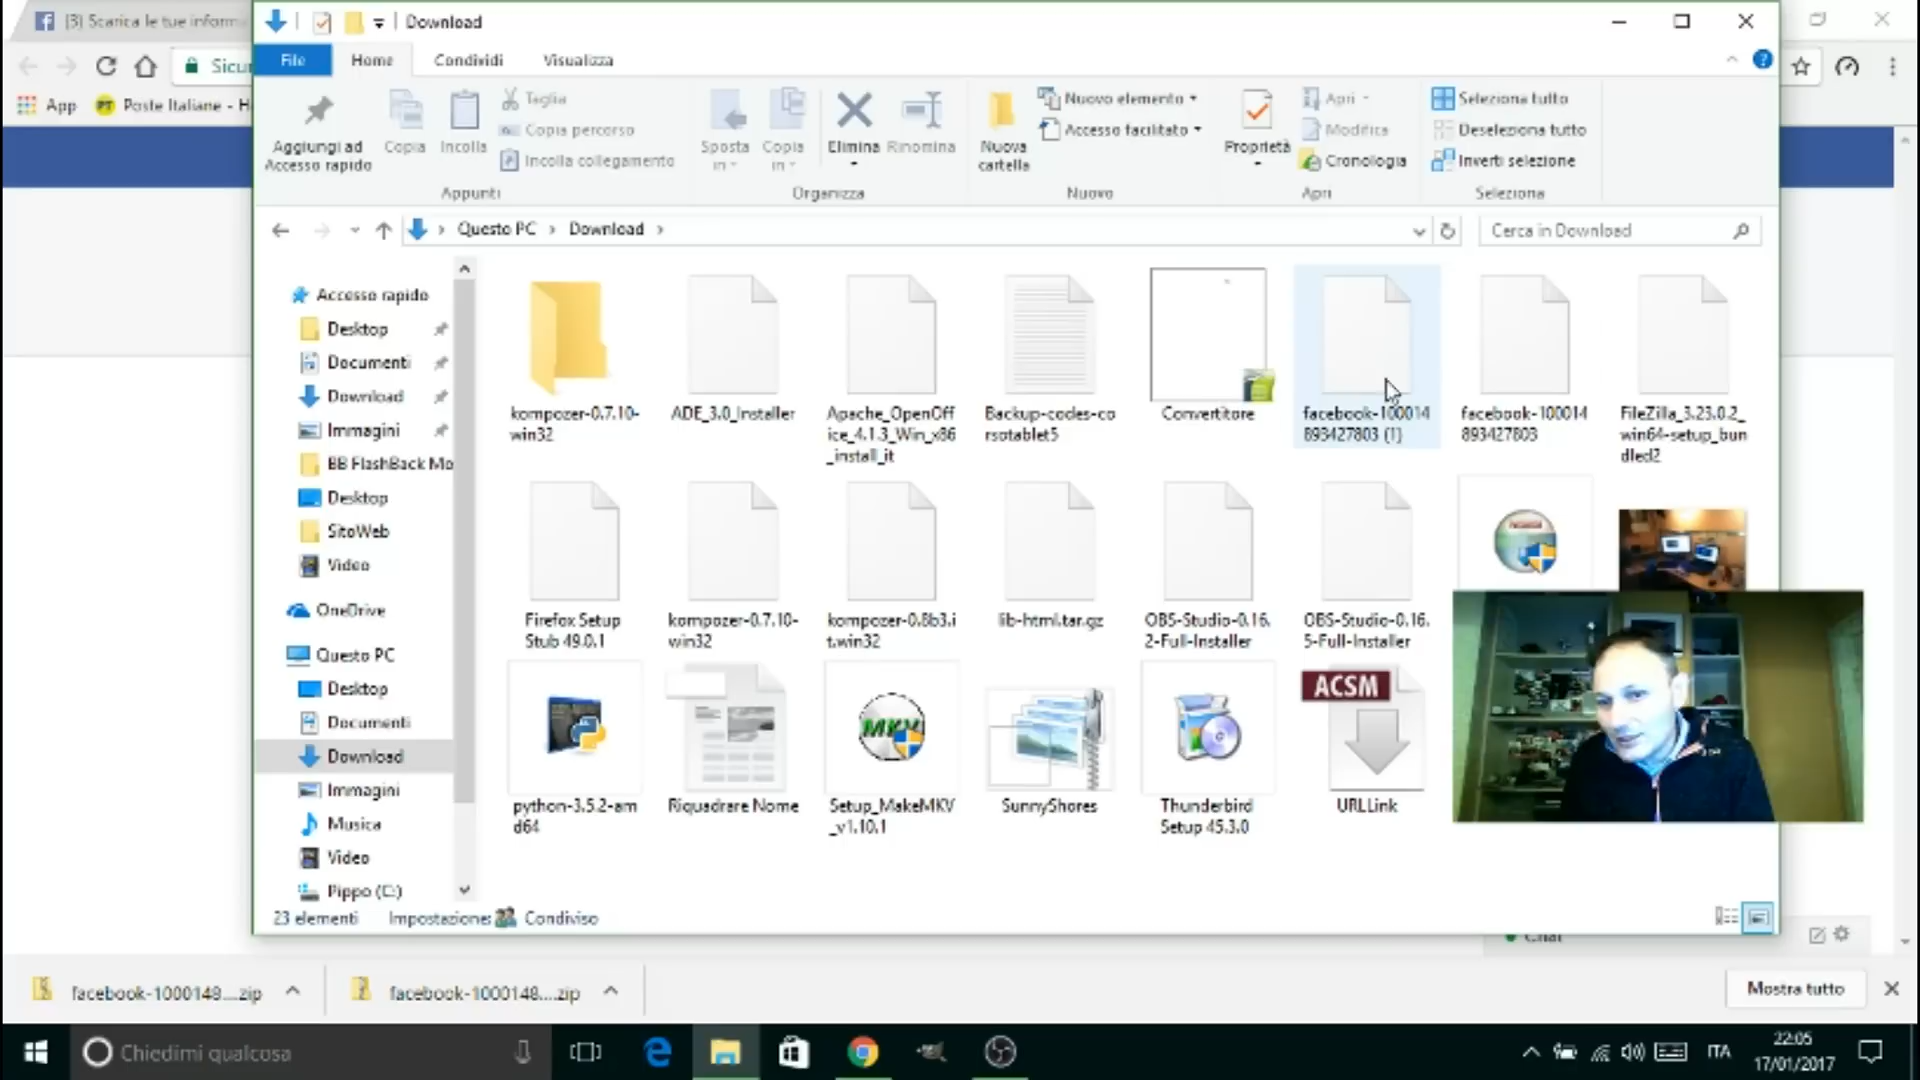 (3) Scarica le tue informa
Download
File
Home
Condividi
Visualizza
Sicur
App
Poste Italiane - H
Aggiungi ad
Accesso rapido
Copia
Incolla
Taglia
Copia percorso
Incolla collegamento
Appunti
Sposta
in
Copia
in
Elimina
Rinomina
Organizza
Nuova
cartella
Nuovo elemento
Accesso facilitato
Nuovo
Proprietà
Apri
Modifica
Cronologia
Apri
Seleziona tutto
Deseleziona tutto
Inverti selezione
Seleziona
Questo PC > Download >
Cerca in Download
Accesso rapido
Desktop
Documenti
Download
Immagini
BB FlashBack Mo
Desktop
SitoWeb
Video
OneDrive
Questo PC
Desktop
Documenti
Download
Immagini
Musica
Video
Pippo (C:)
kompozer-0.7.10-
win32
ADE_3.0_Installer
Apache_OpenOff
ice_4.1.3_Win_x86
_install_it
Backup-codes-co
rsotablet5
Convertitore
facebook-100014
893427803 (1)
facebook-100014
893427803
FileZilla_3.23.0.2_
win64-setup_bun
dled2
Firefox Setup
Stub 49.0.1
kompozer-0.7.10-
win32
kompozer-0.8b3.i
t.win32
lib-html.tar.gz
OBS-Studio-0.16.
2-Full-Installer
OBS-Studio-0.16.
5-Full-Installer
python-3.5.2-am
d64
Riquadrare Nome
MKV
Setup_MakeMKV
_v1.10.1
SunnyShores
Thunderbird
Setup 45.3.0
ACSM
URLLink
23 elementi
Impostazione:
Condiviso
Chat
facebook-1000148....zip
facebook-1000148....zip
Mostra tutto
Chiedimi qualcosa
ITA
22:05
17/01/2017